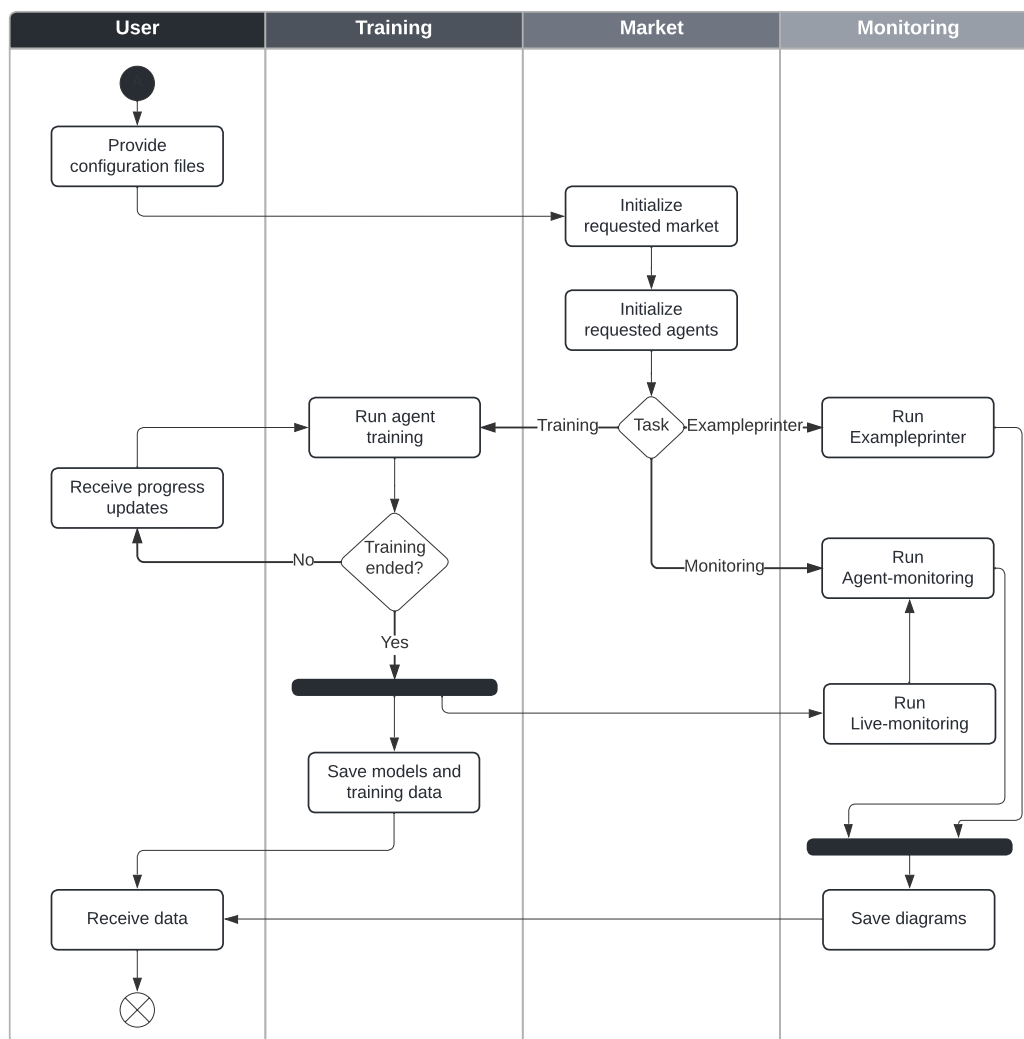 User
Training
Market
Monitoring
Provide
configuration files
Initialize
requested market
Initialize
requested agents
Run agent
training
Training
Task
Exampleprinter
Run
Exampleprinter
Receive progress
updates
Training
ended?
No
Monitoring
Run
Agent-monitoring
Yes
Run
Live-monitoring
Save models and
training data
Receive data
Save diagrams